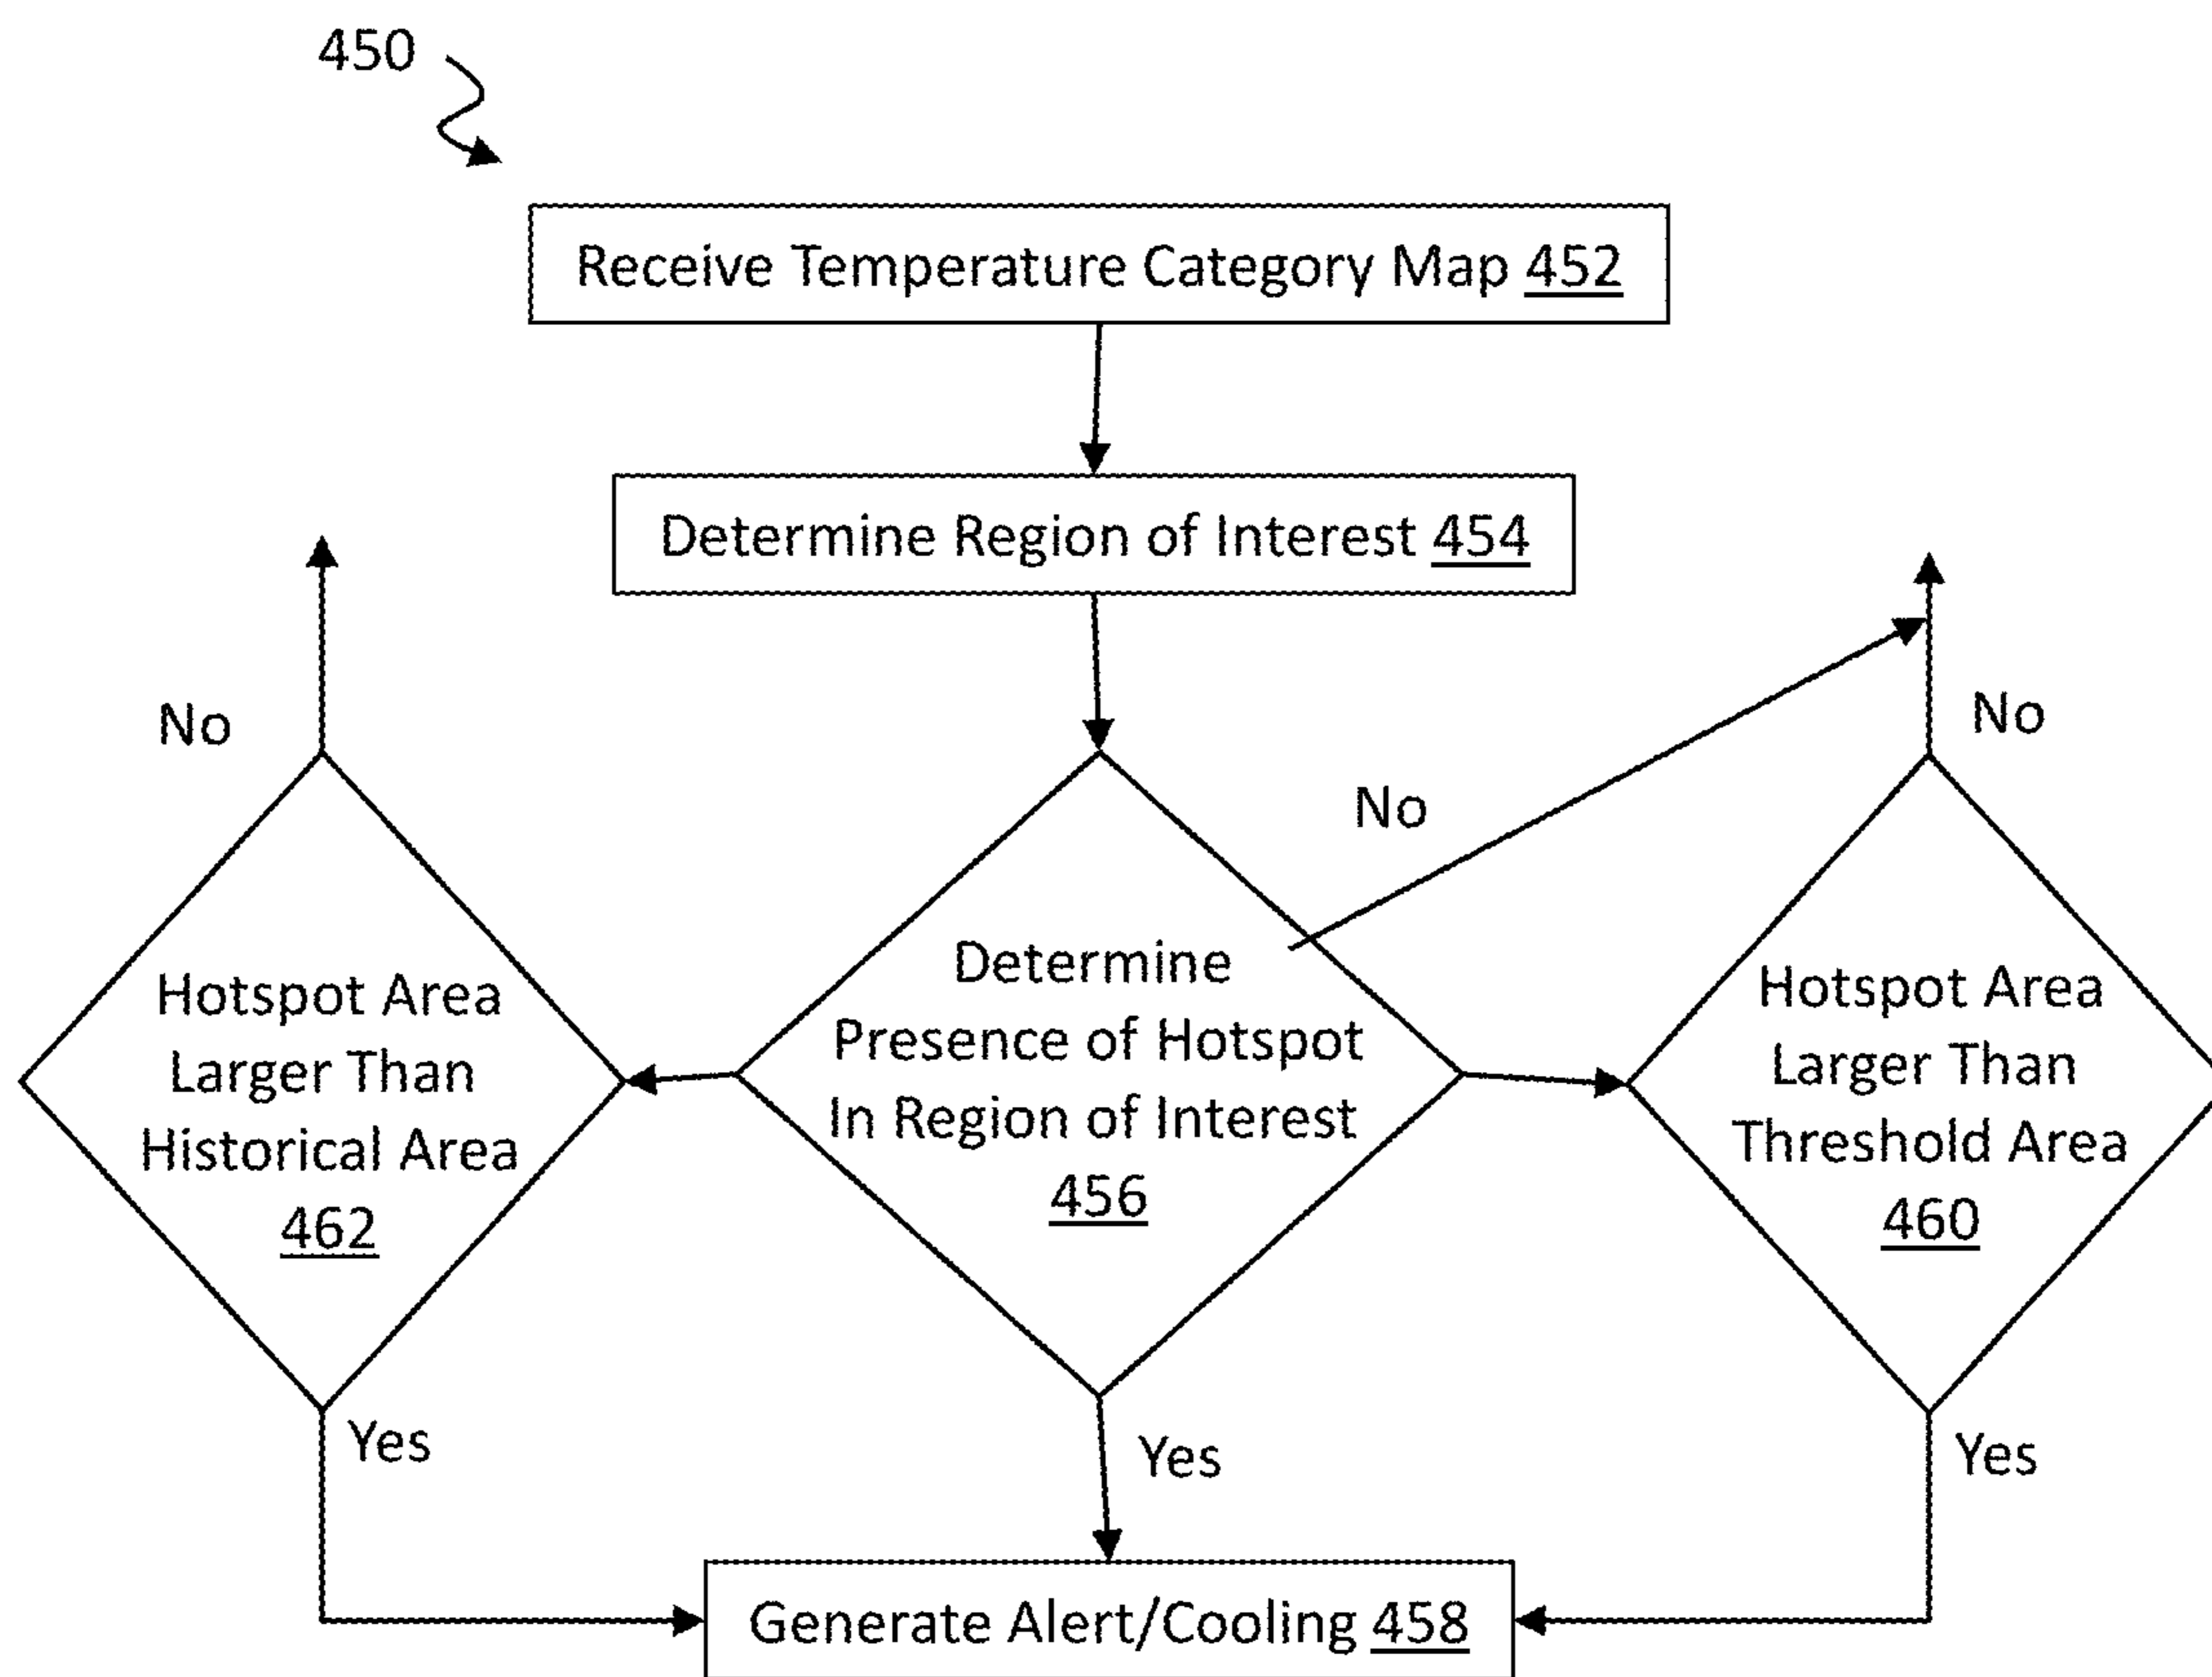 450
Receive Temperature Category Map 452
Determine Region of Interest 454
No
No
No
Hotspot Area
Larger Than
Historical Area
462
Determine
Presence of Hotspot
In Region of Interest
456
Hotspot Area
Larger Than
Threshold Area
460
Yes
Yes
Yes
Generate Alert/Cooling 458